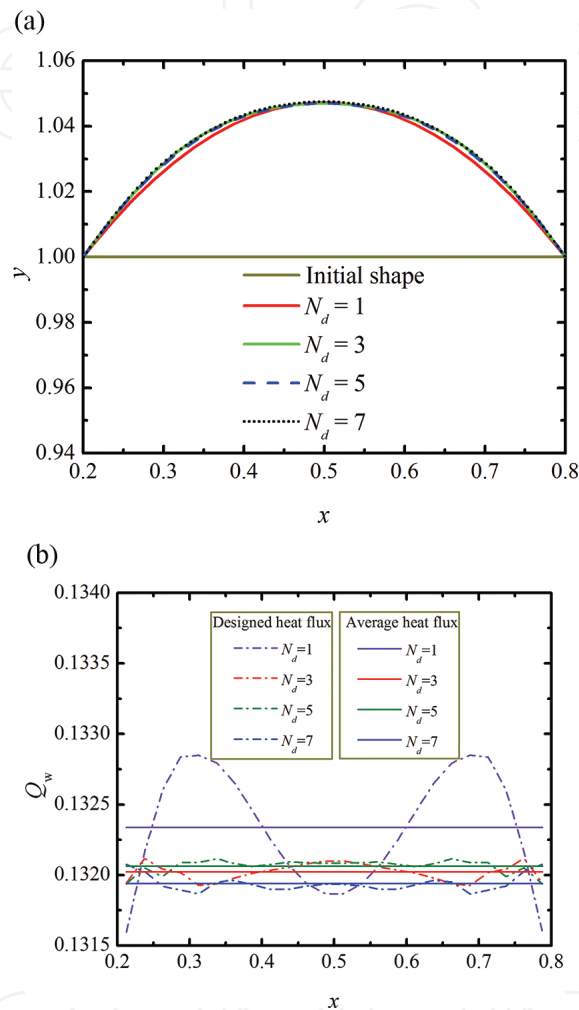 (a)
1.06
1.04
1.02
1.00
0.98
0.96
0.94
y
Initial shape
N_d = 1
N_d = 3
N_d = 5
N_d = 7
0.2 0.3 0.4 0.5 0.6 0.7 0.8
x
(b)
0.1340
0.1335
0.1330
0.1325
0.1320
0.1315
Q_w
Designed heat flux
N_d=1
N_d=3
N_d=5
N_d=7
Average heat flux
N_d=1
N_d=3
N_d=5
N_d=7
0.2 0.3 0.4 0.5 0.6 0.7 0.8
x